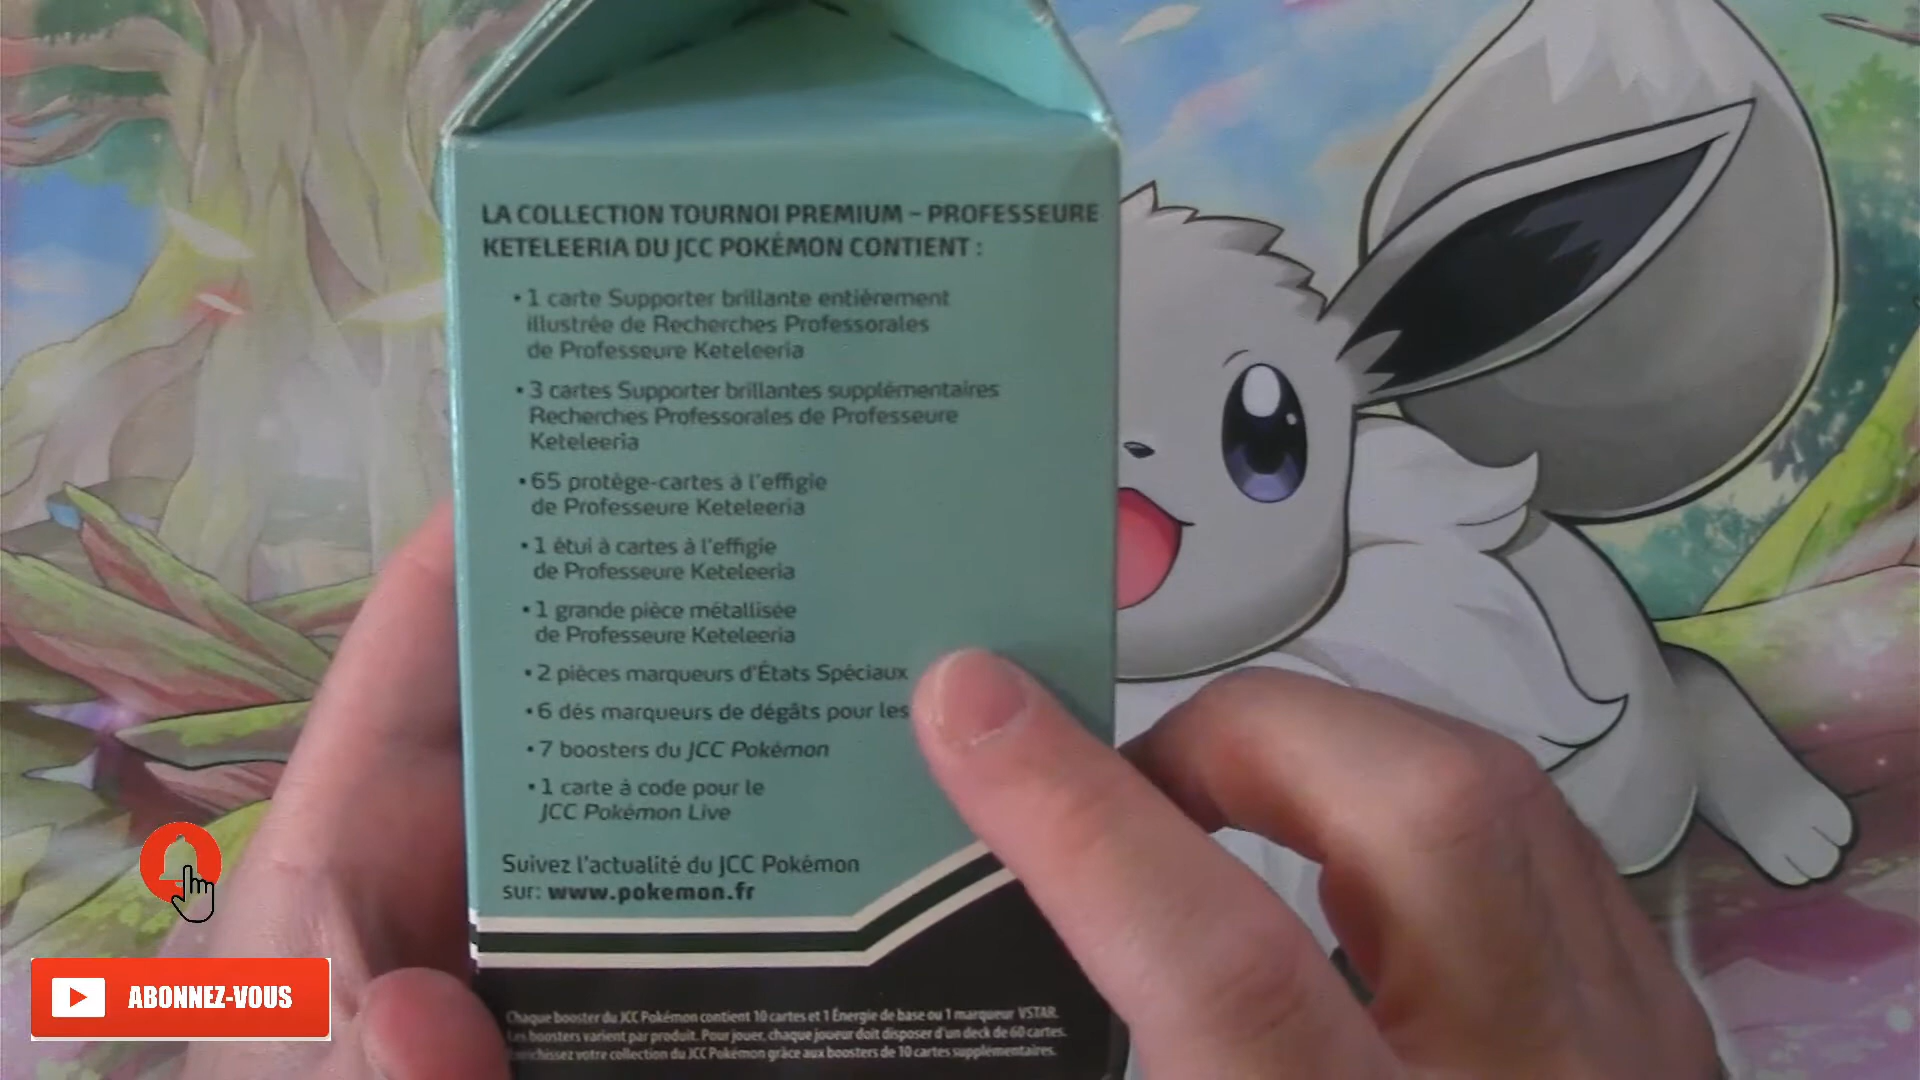 LA COLLECTION TOURNOI PREMIUM – PROFESSEURE
KETELEERIA DU JCC POKÉMON CONTIENT :
• 1 carte Supporter brillante entièrement
illustrée de Recherches Professorales
de Professeure Keteleeria
• 3 cartes Supporter brillantes supplémentaires
Recherches Professorales de Professeure
Keteleeria
• 65 protège-cartes à l'effigie
de Professeure Keteleeria
• 1 étui à cartes à l'effigie
de Professeure Keteleeria
• 1 grande pièce métallisée
de Professeure Keteleeria
• 2 pièces marqueurs d'États Spéciaux
• 6 dés marqueurs de dégâts pour les
• 7 boosters du JCC Pokémon
• 1 carte à code pour le
JCC Pokémon Live
Suivez l'actualité du JCC Pokémon
sur: www.pokemon.fr
ABONNEZ-VOUS
Chaque booster du JCC Pokémon contient 10 cartes et 1 Énergie de base ou 1 marqueur VSTAR.
Les boosters varient par produit. Pour jouer, chaque joueur doit disposer d'un deck de 60 cartes.
votre collection du JCC Pokémon grâce aux boosters de 10 cartes supplémentaires.